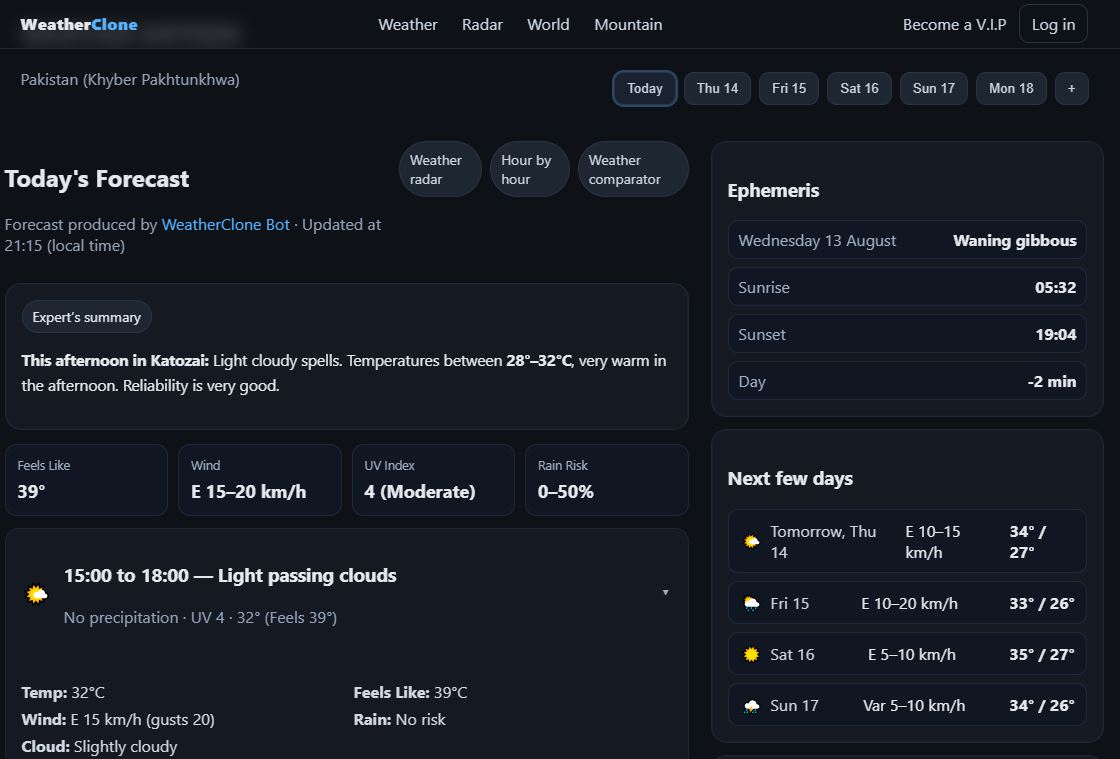 WeatherClone Weather Radar World Mountain Become a V.I.P Log in
Pakistan (Khyber Pakhtunkhwa)
Today Thu 14 Fri 15 Sat 16 Sun 17 Mon 18 +
Today's Forecast
Weather
radar
Hour by
hour
Weather
comparator
Forecast produced by WeatherClone Bot · Updated at
21:15 (local time)
Expert's summary
This afternoon in Katozai: Light cloudy spells. Temperatures between 28°–32°C, very warm in
the afternoon. Reliability is very good.
Feels Like
39°
Wind
E 15–20 km/h
UV Index
4 (Moderate)
Rain Risk
0–50%
15:00 to 18:00 — Light passing clouds
No precipitation · UV 4 · 32° (Feels 39°)
Temp: 32°C
Feels Like: 39°C
Wind: E 15 km/h (gusts 20)
Rain: No risk
Cloud: Slightly cloudy
Ephemeris
Wednesday 13 August Waning gibbous
Sunrise 05:32
Sunset 19:04
Day -2 min
Next few days
Tomorrow, Thu
14
E 10–15
km/h
34° /
27°
Fri 15 E 10–20 km/h 33° / 26°
Sat 16 E 5–10 km/h 35° / 27°
Sun 17 Var 5–10 km/h 34° / 26°